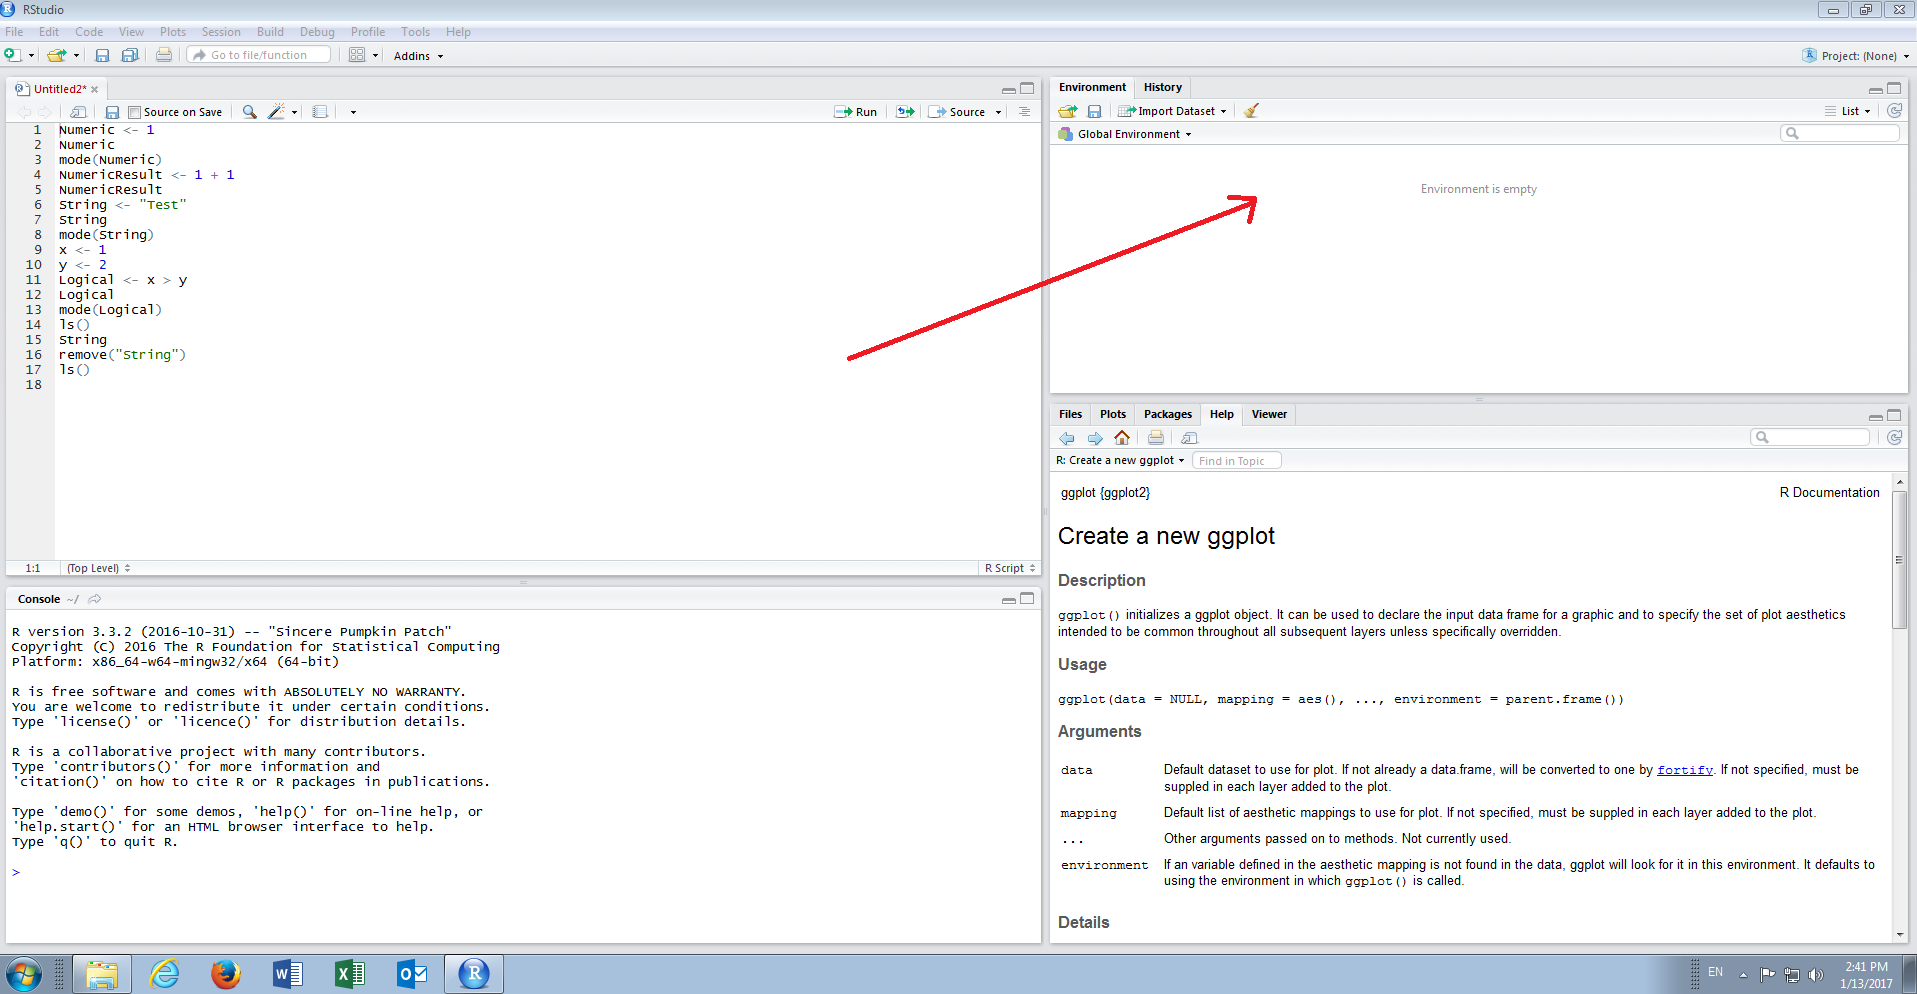 RStudio
File Edit Code View Plots Session Build Debug Profile Tools Help
Go to file/function Addins Project: (None)
Untitled2*
Source on Save Run Source
1 Numeric <- 1
2 Numeric
3 mode(Numeric)
4 NumericResult <- 1 + 1
5 NumericResult
6 String <- "Test"
7 String
8 mode(String)
9 x <- 1
10 y <- 2
11 Logical <- x > y
12 Logical
13 mode(Logical)
14 ls()
15 String
16 remove("String")
17 ls()
18
1:1 (Top Level) R Script
Console ~/
R version 3.3.2 (2016-10-31) -- "Sincere Pumpkin Patch"
Copyright (C) 2016 The R Foundation for Statistical Computing
Platform: x86_64-w64-mingw32/x64 (64-bit)
R is free software and comes with ABSOLUTELY NO WARRANTY.
You are welcome to redistribute it under certain conditions.
Type 'license()' or 'licence()' for distribution details.
R is a collaborative project with many contributors.
Type 'contributors()' for more information and
'citation()' on how to cite R or R packages in publications.
Type 'demo()' for some demos, 'help()' for on-line help, or
'help.start()' for an HTML browser interface to help.
Type 'q()' to quit R.
>
Environment History
Import Dataset List
Global Environment
Environment is empty
Files Plots Packages Help Viewer
R: Create a new ggplot Find in Topic
ggplot {ggplot2} R Documentation
Create a new ggplot
Description
ggplot() initializes a ggplot object. It can be used to declare the input data frame for a graphic and to specify the set of plot aesthetics
intended to be common throughout all subsequent layers unless specifically overridden.
Usage
ggplot(data = NULL, mapping = aes(), ..., environment = parent.frame())
Arguments
data Default dataset to use for plot. If not already a data.frame, will be converted to one by fortify. If not specified, must be
suppled in each layer added to the plot.
mapping Default list of aesthetic mappings to use for plot. If not specified, must be suppled in each layer added to the plot.
... Other arguments passed on to methods. Not currently used.
environment If an variable defined in the aesthetic mapping is not found in the data, ggplot will look for it in this environment. It defaults to
using the environment in which ggplot() is called.
Details
EN 2:41 PM
1/13/2017